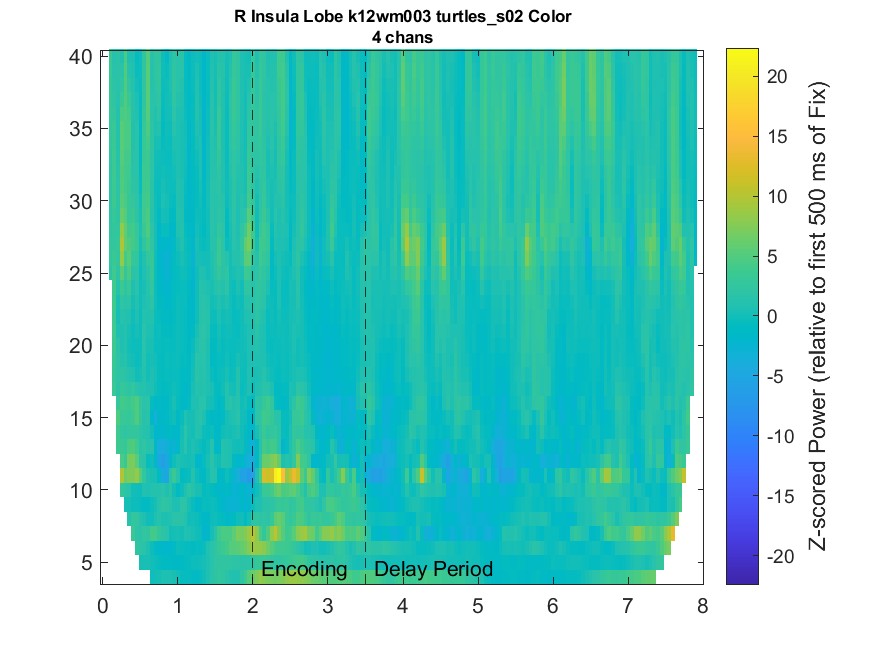 R Insula Lobe k12wm003 turtles_s02 Color
4 chans
40
35
30
25
20
15
10
5
Encoding
Delay Period
0 1 2 3 4 5 6 7 8
20
15
10
5
0
-5
-10
-15
-20
Z-scored Power (relative to first 500 ms of Fix)